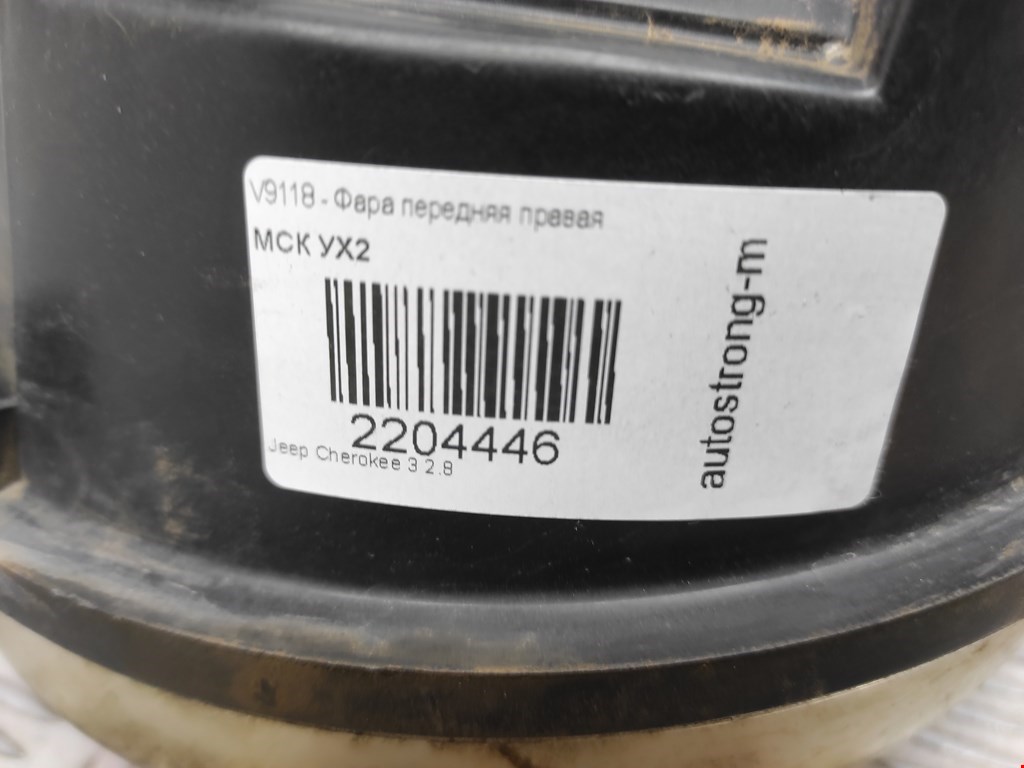 V9118 - Фара передняя правая
МСК УХ2
2204446
Jeep Cherokee 3 2.8
autostrong-m